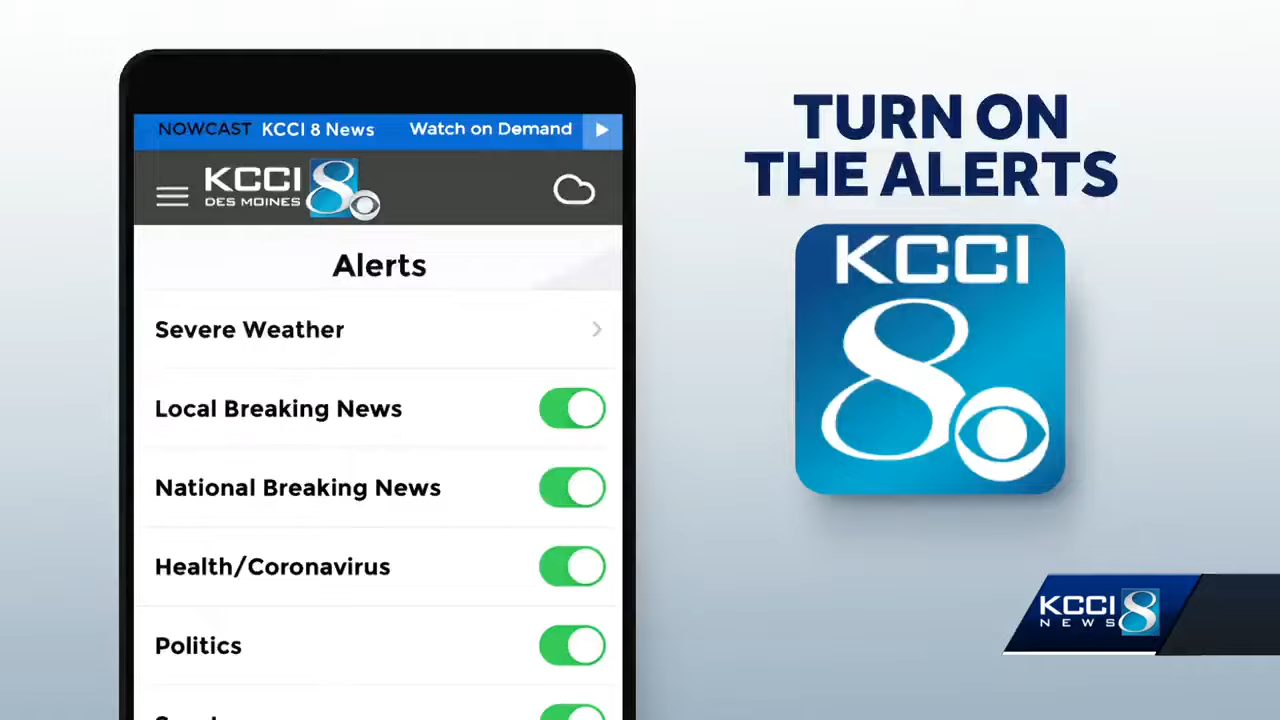 NOWCAST KCCI 8 News Watch on Demand
KCCI 8
DES MOINES
Alerts
Severe Weather
Local Breaking News
National Breaking News
Health/Coronavirus
Politics
TURN ON
THE ALERTS
KCCI
8
KCCI 8
NEWS